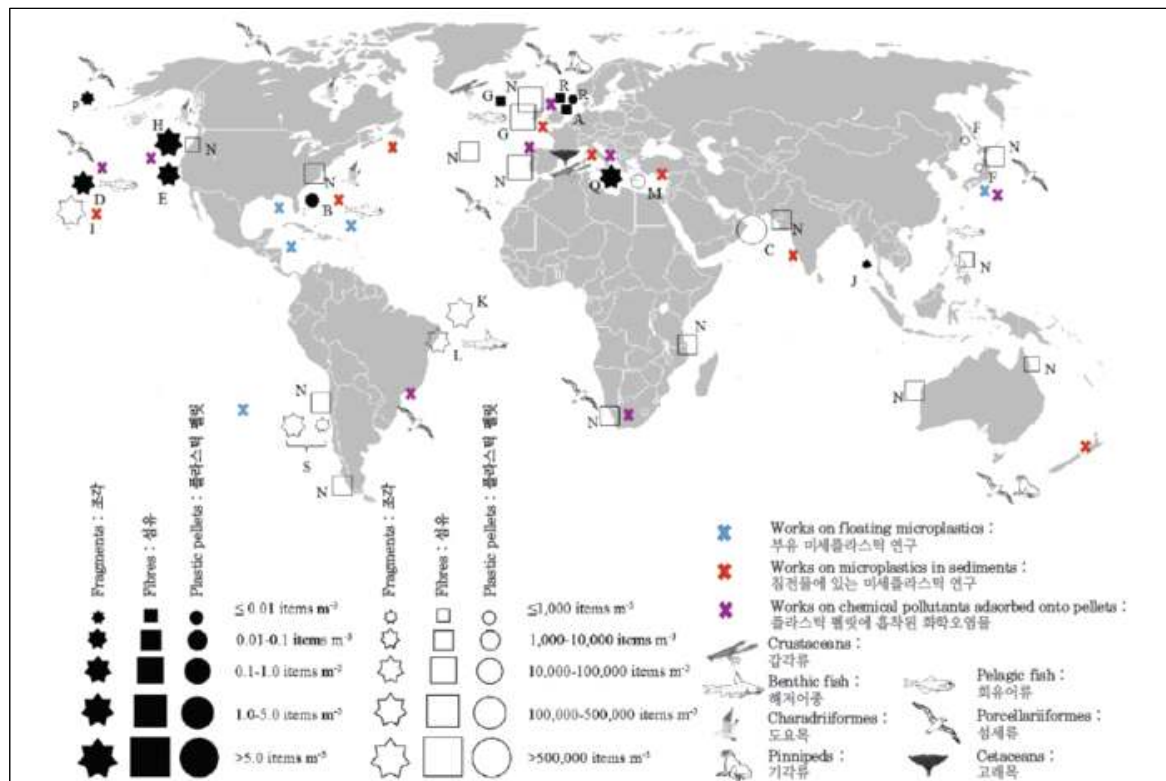 P
H
N
D
I
E
N
B
G
N
G
R
R
A
N
Q
M
F
F
N
C
N
J
N
K
L
N
N
N
N
N
S
N
Fragments : 조각
Fibres : 섬유
Plastic pellets : 플라스틱 펠릿
Fragments : 조각
Fibres : 섬유
Plastic pellets : 플라스틱 펠릿
≤ 0.01 items m⁻³
0.01-0.1 items m⁻³
0.1-1.0 items m⁻³
1.0-5.0 items m⁻³
>5.0 items m⁻³
≤1,000 items m⁻³
1,000-10,000 items m⁻³
10,000-100,000 items m⁻³
100,000-500,000 items m⁻³
>500,000 items m⁻³
Works on floating microplastics :
부유 미세플라스틱 연구
Works on microplastics in sediments :
침전물에 있는 미세플라스틱 연구
Works on chemical pollutants adsorbed onto pellets :
플라스틱 펠릿에 흡착된 화학오염물
Crustaceans :
갑각류
Benthic fish :
해저어종
Charadriiformes :
도요목
Pinnipeds :
기각류
Pelagic fish :
회유어류
Porcellariiformes :
섬세류
Cetaceans :
고래목